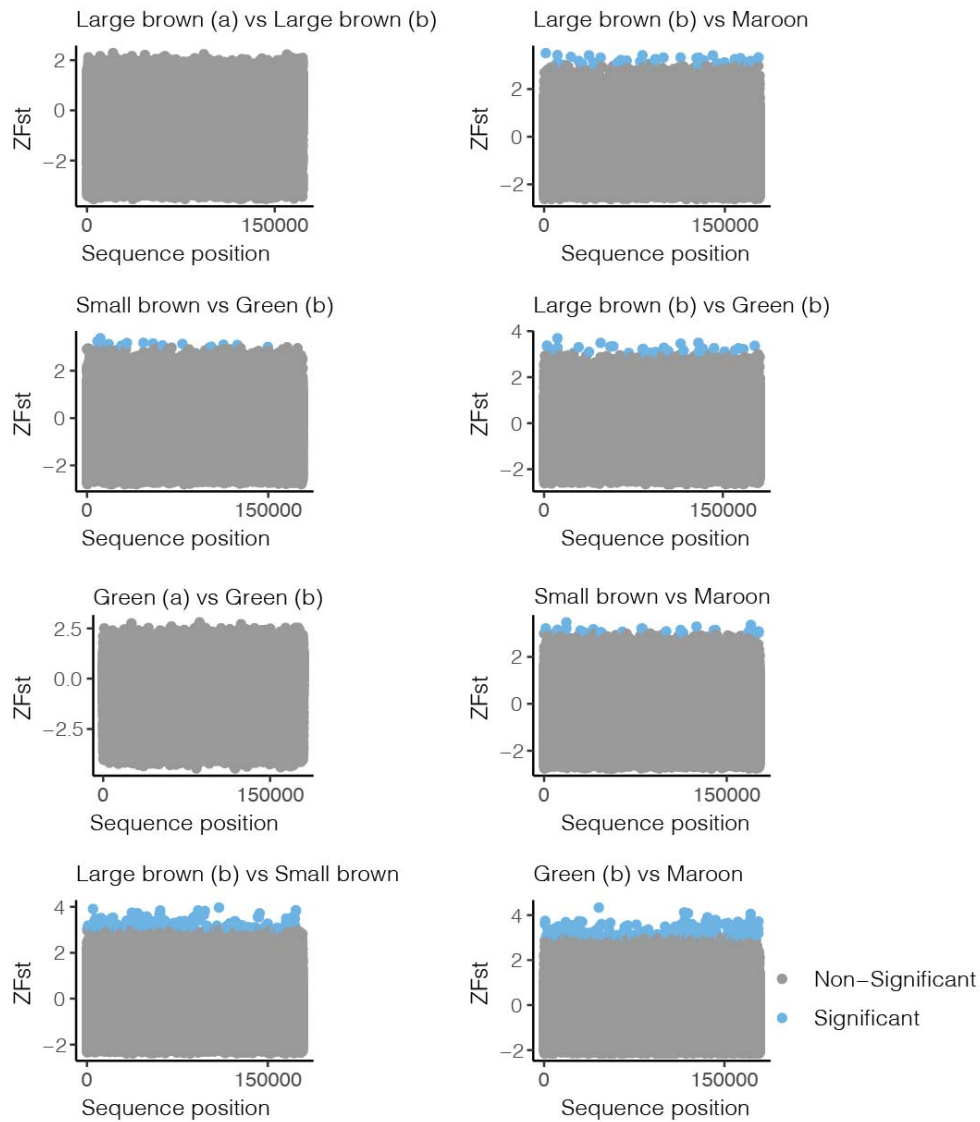 Large brown (a) vs Large brown (b)
2
0
−2
ZFst
0
150000
Sequence position
Large brown (b) vs Maroon
2
0
−2
ZFst
0
150000
Sequence position
Small brown vs Green (b)
2
0
−2
ZFst
0
150000
Sequence position
Large brown (b) vs Green (b)
4
2
0
−2
ZFst
0
150000
Sequence position
Green (a) vs Green (b)
2.5
0.0
−2.5
ZFst
0
150000
Sequence position
Small brown vs Maroon
2
0
−2
ZFst
0
150000
Sequence position
Large brown (b) vs Small brown
4
2
0
−2
ZFst
0
150000
Sequence position
Green (b) vs Maroon
4
2
0
−2
ZFst
0
150000
Sequence position
Non−Significant
Significant